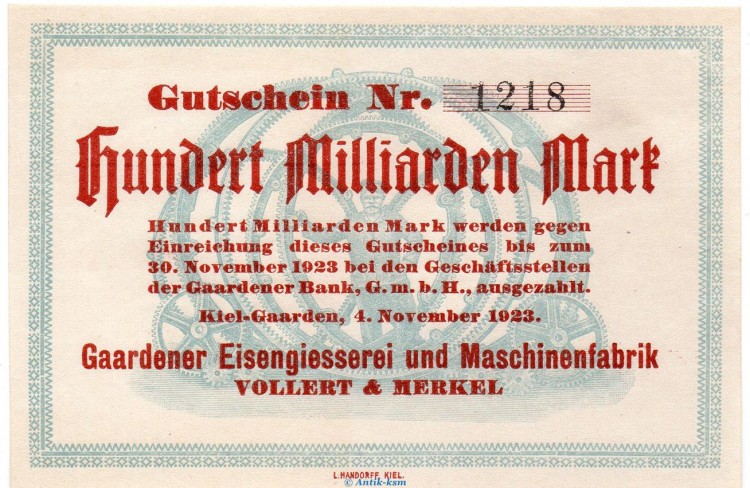 Gutschein Nr. 1218
Hundert Milliarden Mark
Hundert Milliarden Mark werden gegen
Einreichung dieses Gutscheines bis zum
30. November 1923 bei den Geschäftsstellen
der Gaardener Bank, G. m. b. H., ausgezahlt.
Kiel-Gaarden, 4. November 1923.
Gaardener Eisengiesserei und Maschinenfabrik
VOLLERT & MERKEL
L. HANDORFF, KIEL.
© Antik-ksm